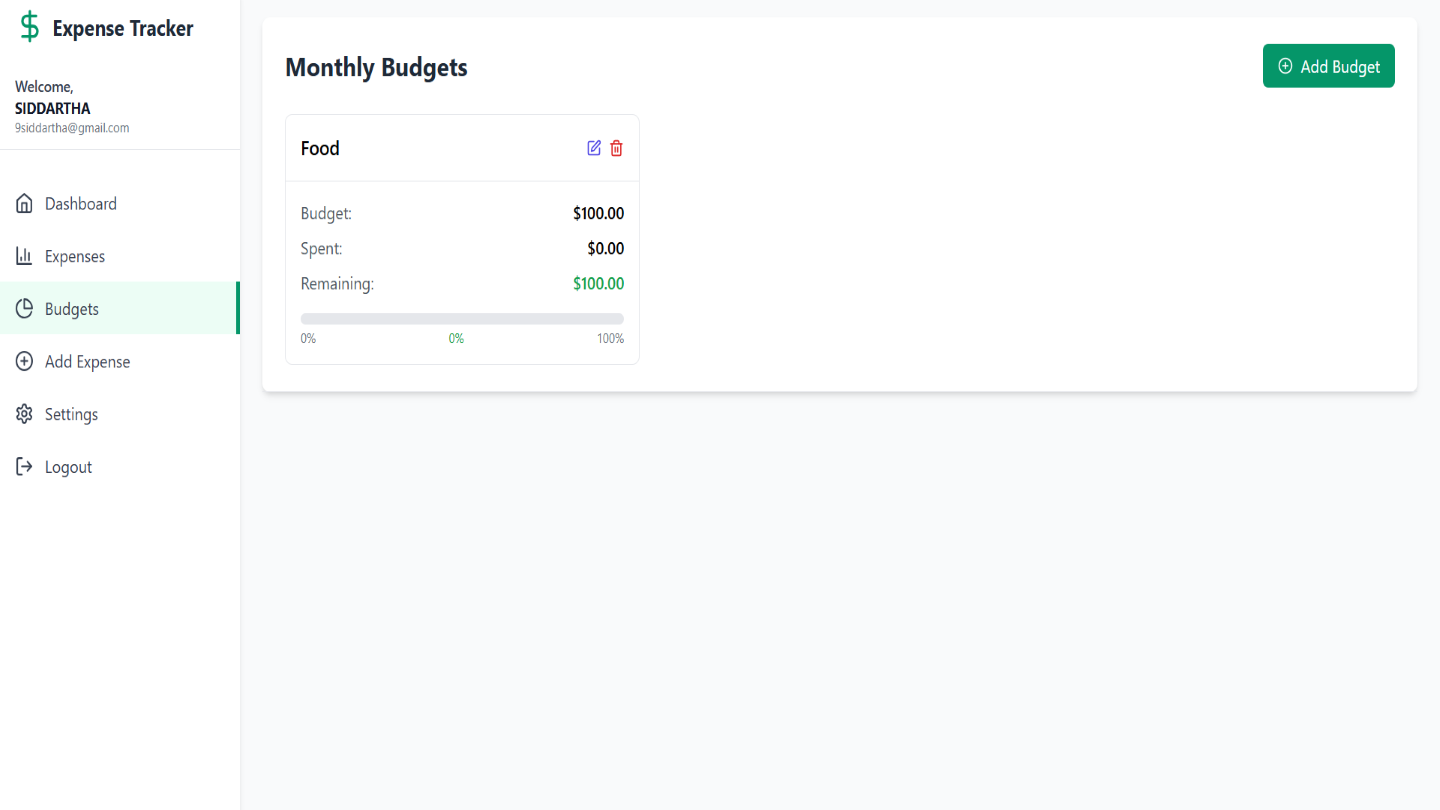 Expense Tracker
Welcome,
SIDDARTHA
9siddartha@gmail.com
Dashboard
Expenses
Budgets
Add Expense
Settings
Logout
Monthly Budgets
Add Budget
Food
Budget: $100.00
Spent: $0.00
Remaining: $100.00
0% 0% 100%